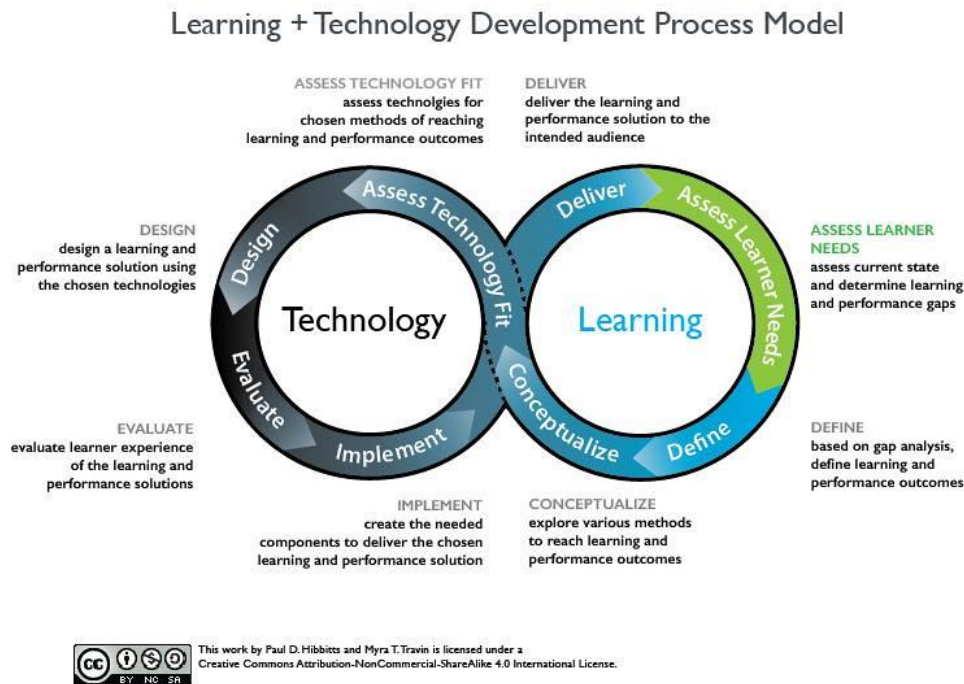 Learning + Technology Development Process Model
ASSESS TECHNOLOGY FIT
assess technolgies for
chosen methods of reaching
learning and performance outcomes
DELIVER
deliver the learning and
performance solution to the
intended audience
DESIGN
design a learning and
performance solution using
the chosen technologies
Assess Technology Fit
Design
Evaluate
Implement
Technology
Deliver
Assess Learner Needs
Define
Conceptualize
Learning
ASSESS LEARNER
NEEDS
assess current state
and determine learning
and performance gaps
EVALUATE
evaluate learner experience
of the learning and
performance solutions
DEFINE
based on gap analysis,
define learning and
performance outcomes
IMPLEMENT
create the needed
components to deliver the chosen
learning and performance solution
CONCEPTUALIZE
explore various methods
to reach learning and
performance outcomes
cc
BY NC SA
This work by Paul D. Hibbitts and Myra T. Travin is licensed under a
Creative Commons Attribution-NonCommercial-ShareAlike 4.0 International License.